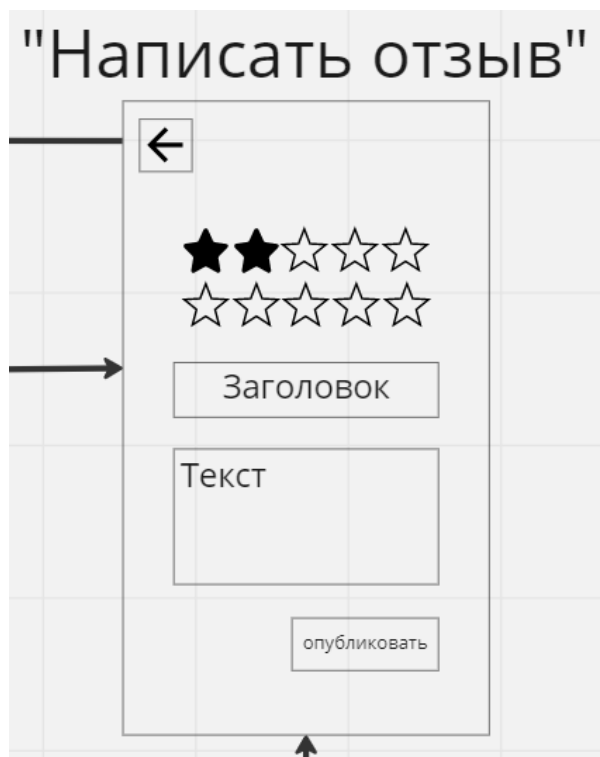 "Написать отзыв"
Заголовок
Текст
опубликовать